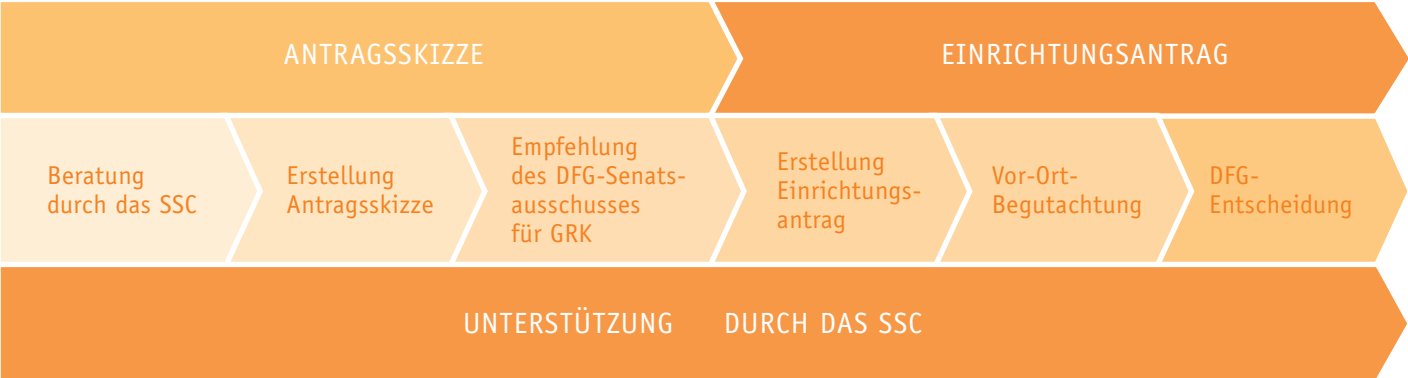 ANTRAGSSKIZZE
EINRICHTUNGSANTRAG
Beratung
durch das SSC
Erstellung
Antragsskizze
Empfehlung
des DFG-Senats-
ausschusses
für GRK
Erstellung
Einrichtungs-
antrag
Vor-Ort-
Begutachtung
DFG-
Entscheidung
UNTERSTÜTZUNG DURCH DAS SSC